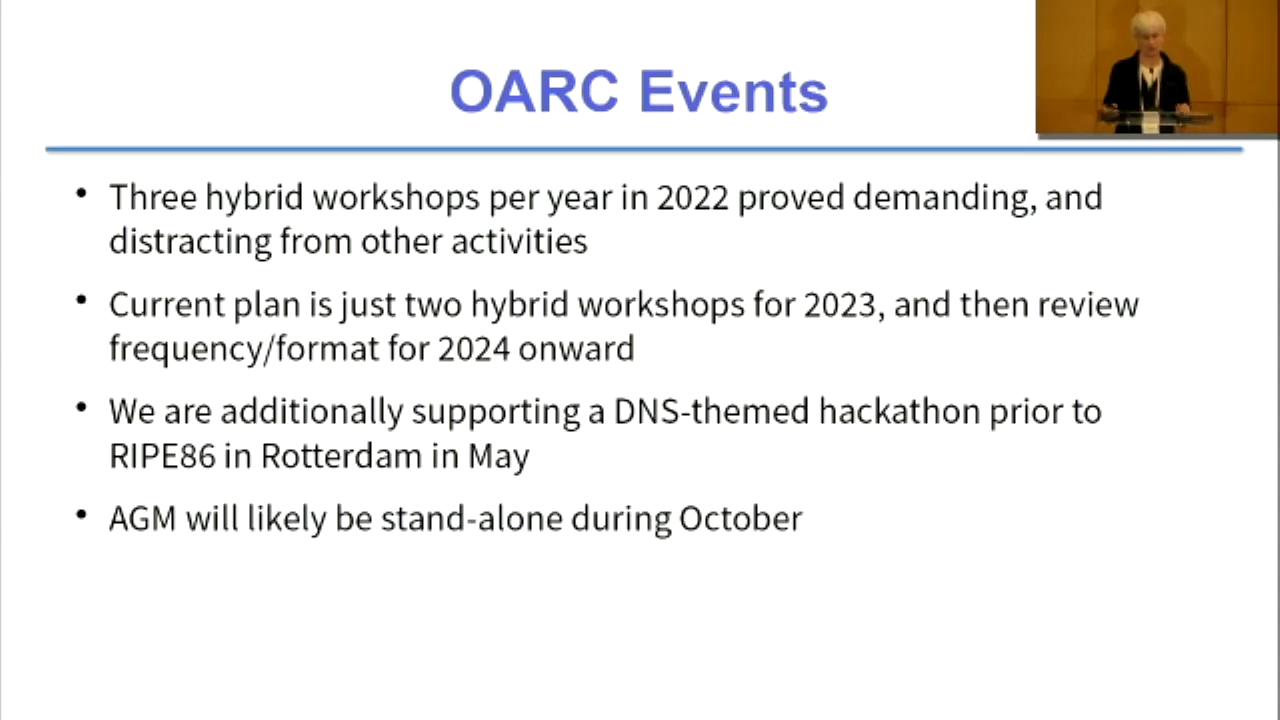 OARC Events
• Three hybrid workshops per year in 2022 proved demanding, and
distracting from other activities
• Current plan is just two hybrid workshops for 2023, and then review
frequency/format for 2024 onward
• We are additionally supporting a DNS-themed hackathon prior to
RIPE86 in Rotterdam in May
• AGM will likely be stand-alone during October